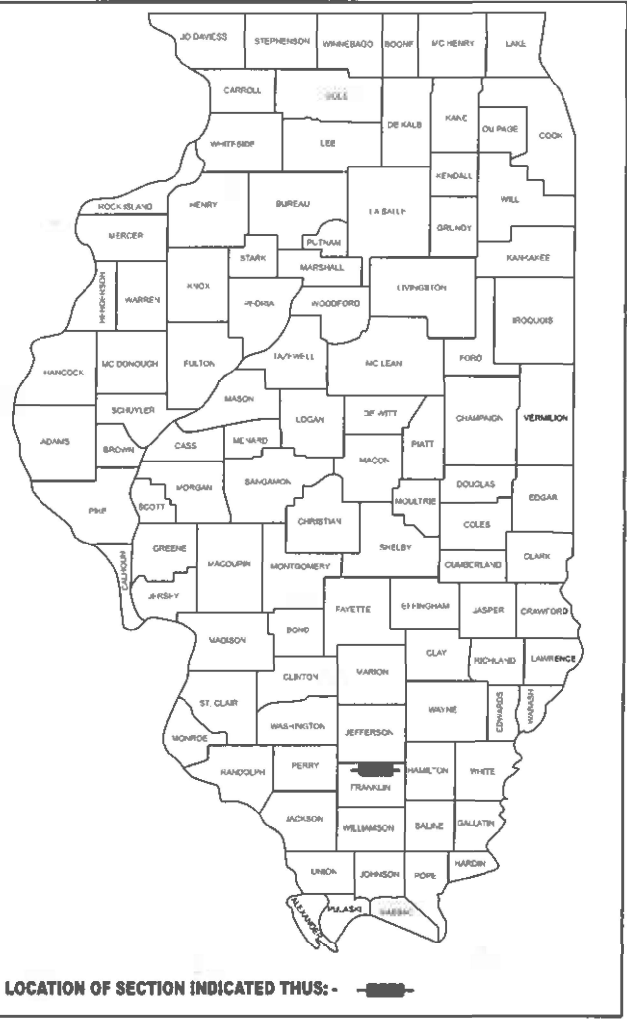 JO DAVIESS STEPHENSON WINNEBAGO BOONE MC HENRY LAKE
CARROLL
DE KALB KANE DU PAGE COOK
WHITESIDE LEE
KENDALL WILL
ROCK ISLAND HENRY BUREAU LA SALLE GRUNDY
MERCER STARK PUTNAM MARSHALL KANKAKEE
HENDERSON WARREN KNOX PEORIA WOODFORD LIVINGSTON IROQUOIS
HANCOCK MC DONOUGH FULTON TAZEWELL MC LEAN FORD
SCHUYLER MASON LOGAN DE WITT CHAMPAIGN VERMILION
ADAMS BROWN CASS MENARD MACON PIATT
PIKE SCOTT MORGAN SANGAMON MOULTRIE DOUGLAS EDGAR
CHRISTIAN COLES
CALHOUN GREENE MACOUPIN MONTGOMERY SHELBY CUMBERLAND CLARK
JERSEY FAYETTE EFFINGHAM JASPER CRAWFORD
MADISON BOND CLAY RICHLAND LAWRENCE
CLINTON MARION
ST. CLAIR WASHINGTON JEFFERSON WAYNE EDWARDS WABASH
MONROE
RANDOLPH PERRY FRANKLIN HAMILTON WHITE
JACKSON WILLIAMSON SALINE GALLATIN
UNION JOHNSON POPE HARDIN
ALEXANDER PULASKI
LOCATION OF SECTION INDICATED THUS: -